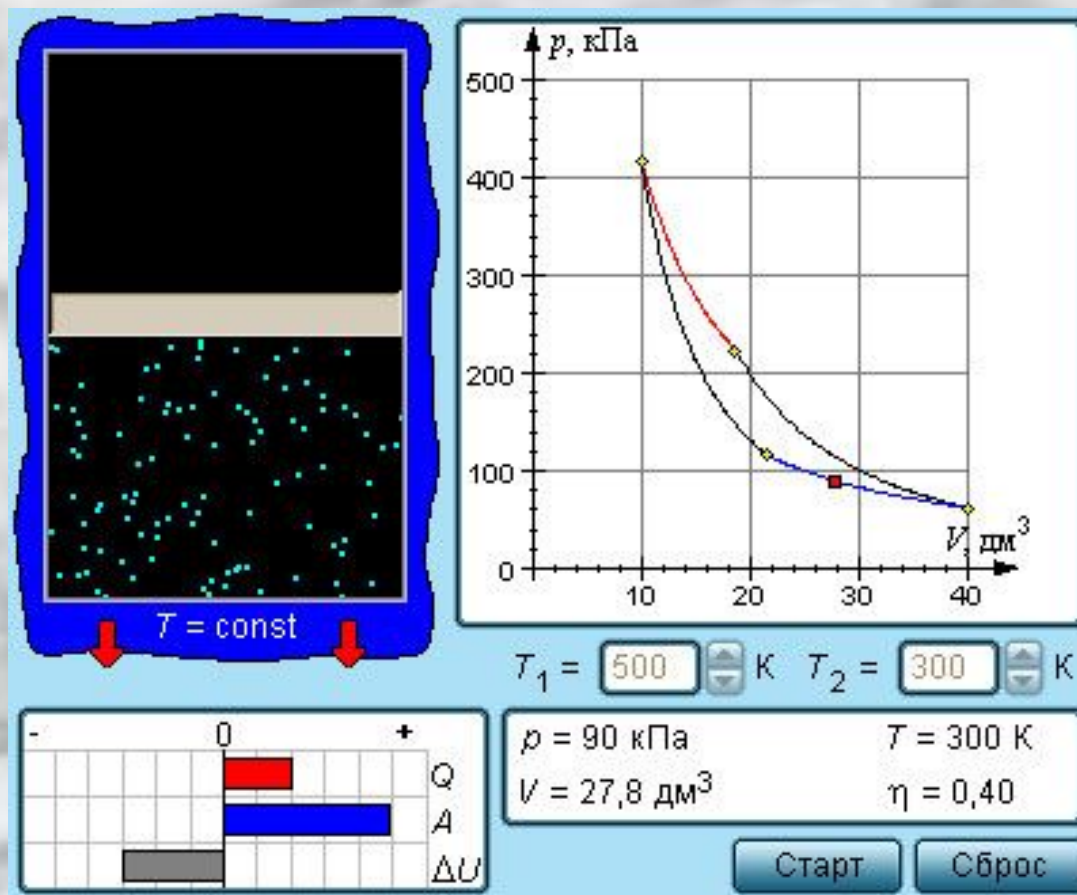 T = const
p, кПа
500
400
300
200
100
0
10 20 30 40
V, дм³
T₁ = 500 К T₂ = 300 К
- 0 +
Q
A
ΔU
p = 90 кПа T = 300 К
V = 27,8 дм³ η = 0,40
Старт Сброс